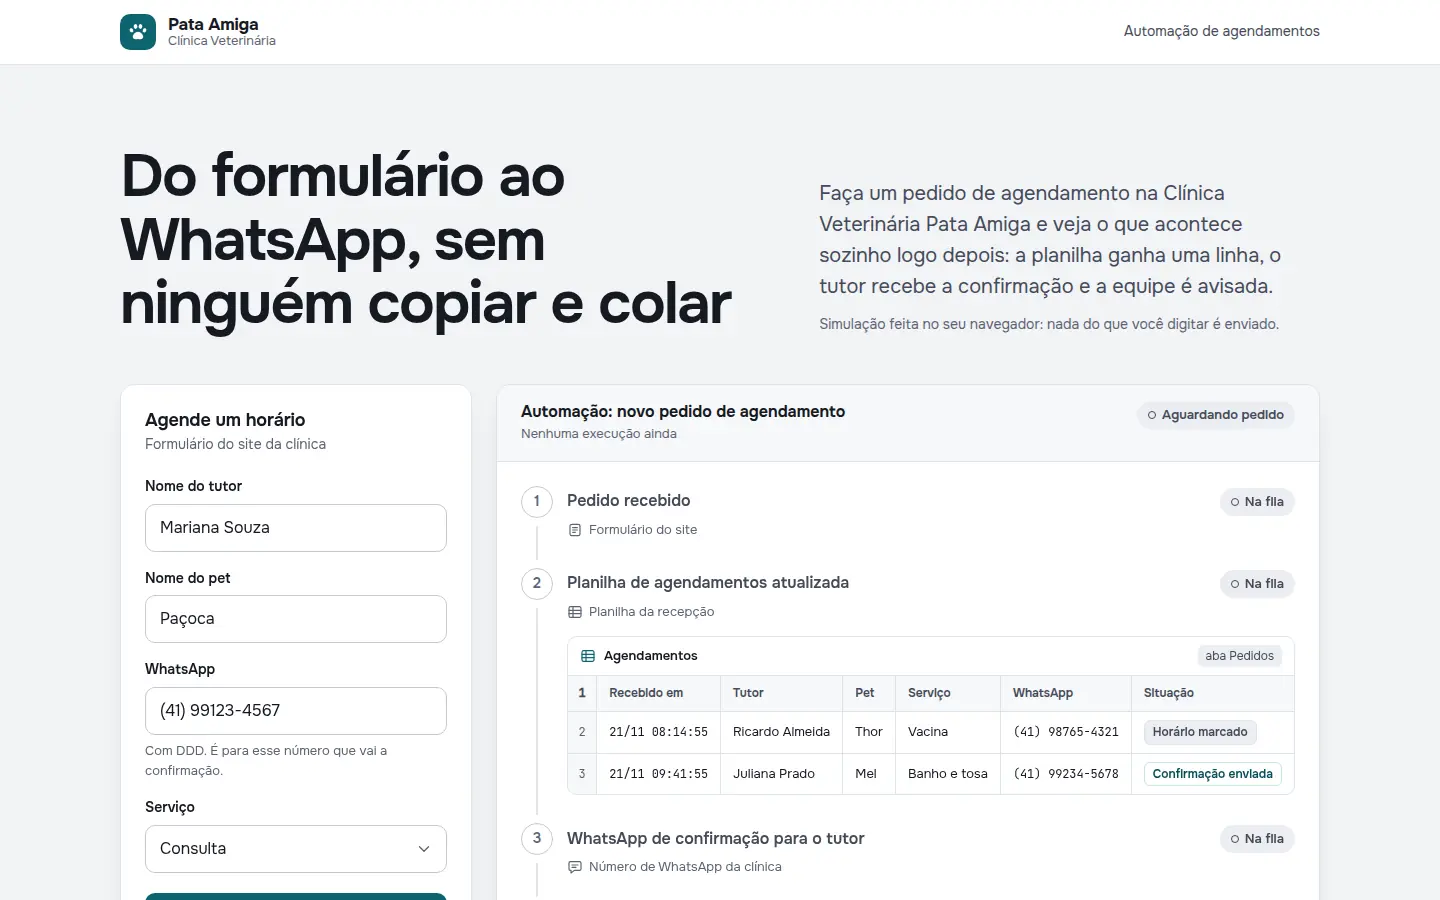 Pata Amiga
Clínica Veterinária
Automação de agendamentos
Do formulário ao
WhatsApp, sem
ninguém copiar e colar
Faça um pedido de agendamento na Clínica
Veterinária Pata Amiga e veja o que acontece
sozinho logo depois: a planilha ganha uma linha, o
tutor recebe a confirmação e a equipe é avisada.
Simulação feita no seu navegador: nada do que você digitar é enviado.
Agende um horário
Formulário do site da clínica
Nome do tutor
Mariana Souza
Nome do pet
Paçoca
WhatsApp
(41) 99123-4567
Com DDD. É para esse número que vai a
confirmação.
Serviço
Consulta
Automação: novo pedido de agendamento
Nenhuma execução ainda
Aguardando pedido
1 Pedido recebido Na fila
Formulário do site
2 Planilha de agendamentos atualizada Na fila
Planilha da recepção
Agendamentos aba Pedidos
1 Recebido em Tutor Pet Serviço WhatsApp Situação
2 21/11 08:14:55 Ricardo Almeida Thor Vacina (41) 98765-4321 Horário marcado
3 21/11 09:41:55 Juliana Prado Mel Banho e tosa (41) 99234-5678 Confirmação enviada
3 WhatsApp de confirmação para o tutor Na fila
Número de WhatsApp da clínica